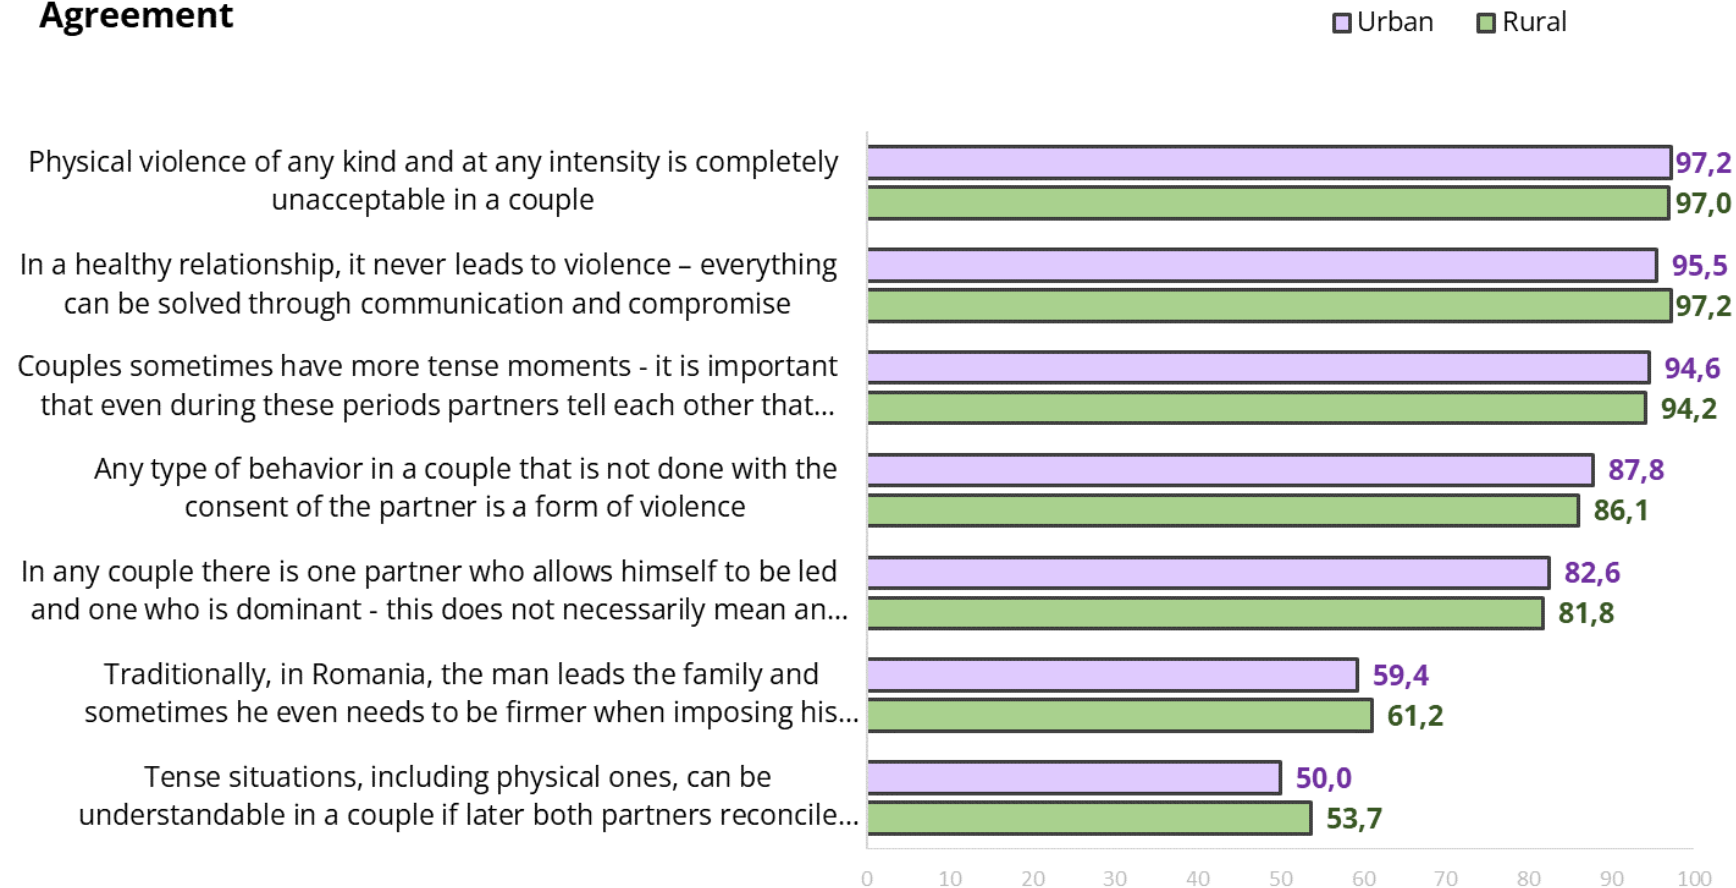 Agreement
Urban Rural
Physical violence of any kind and at any intensity is completely
unacceptable in a couple
97,2
97,0
In a healthy relationship, it never leads to violence – everything
can be solved through communication and compromise
95,5
97,2
Couples sometimes have more tense moments - it is important
that even during these periods partners tell each other that...
94,6
94,2
Any type of behavior in a couple that is not done with the
consent of the partner is a form of violence
87,8
86,1
In any couple there is one partner who allows himself to be led
and one who is dominant - this does not necessarily mean an...
82,6
81,8
Traditionally, in Romania, the man leads the family and
sometimes he even needs to be firmer when imposing his...
59,4
61,2
Tense situations, including physical ones, can be
understandable in a couple if later both partners reconcile...
50,0
53,7
0 10 20 30 40 50 60 70 80 90 100